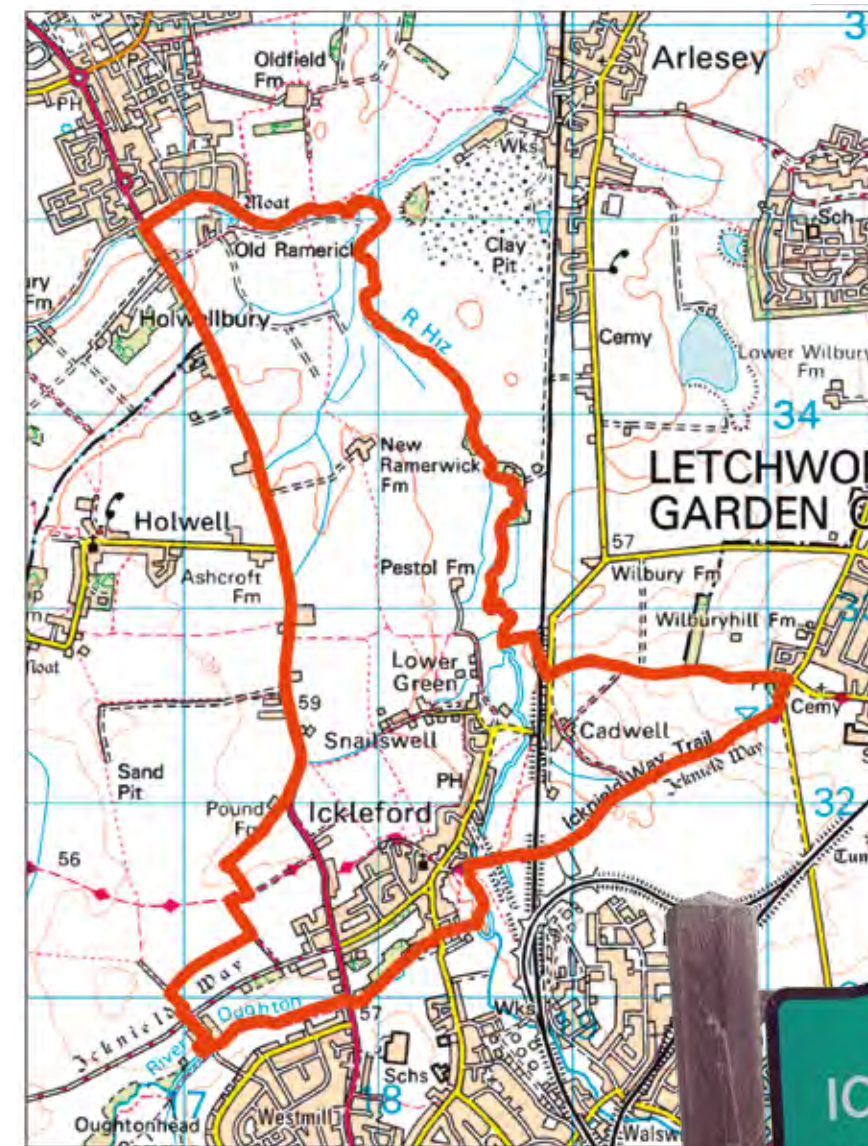 Oldfield
Fm
P
Arlesey
P
PH
Wks
Moat
Sch
Old Ramerick
Clay
Pit
Fm
Holwellbury
R Hiz
Cemy
Lower Wilbury
Fm
34
New
Ramerwick
Fm
LETCHWO
GARDEN
Holwell
57
Ashcroft
Fm
Pestol Fm
Wilbury Fm
Wilburyhill Fm
Moat
Lower
Green
59
Cemy
Snailswell
Cadwell
Sand
Pit
PH
Icknield Way Trail
Icknield Way
Pound
Ickleford
32
56
Icknield Way
River Oughton
57
Wks
Schs
17
18
Oughtonhead
Westmill
Walsw
IC